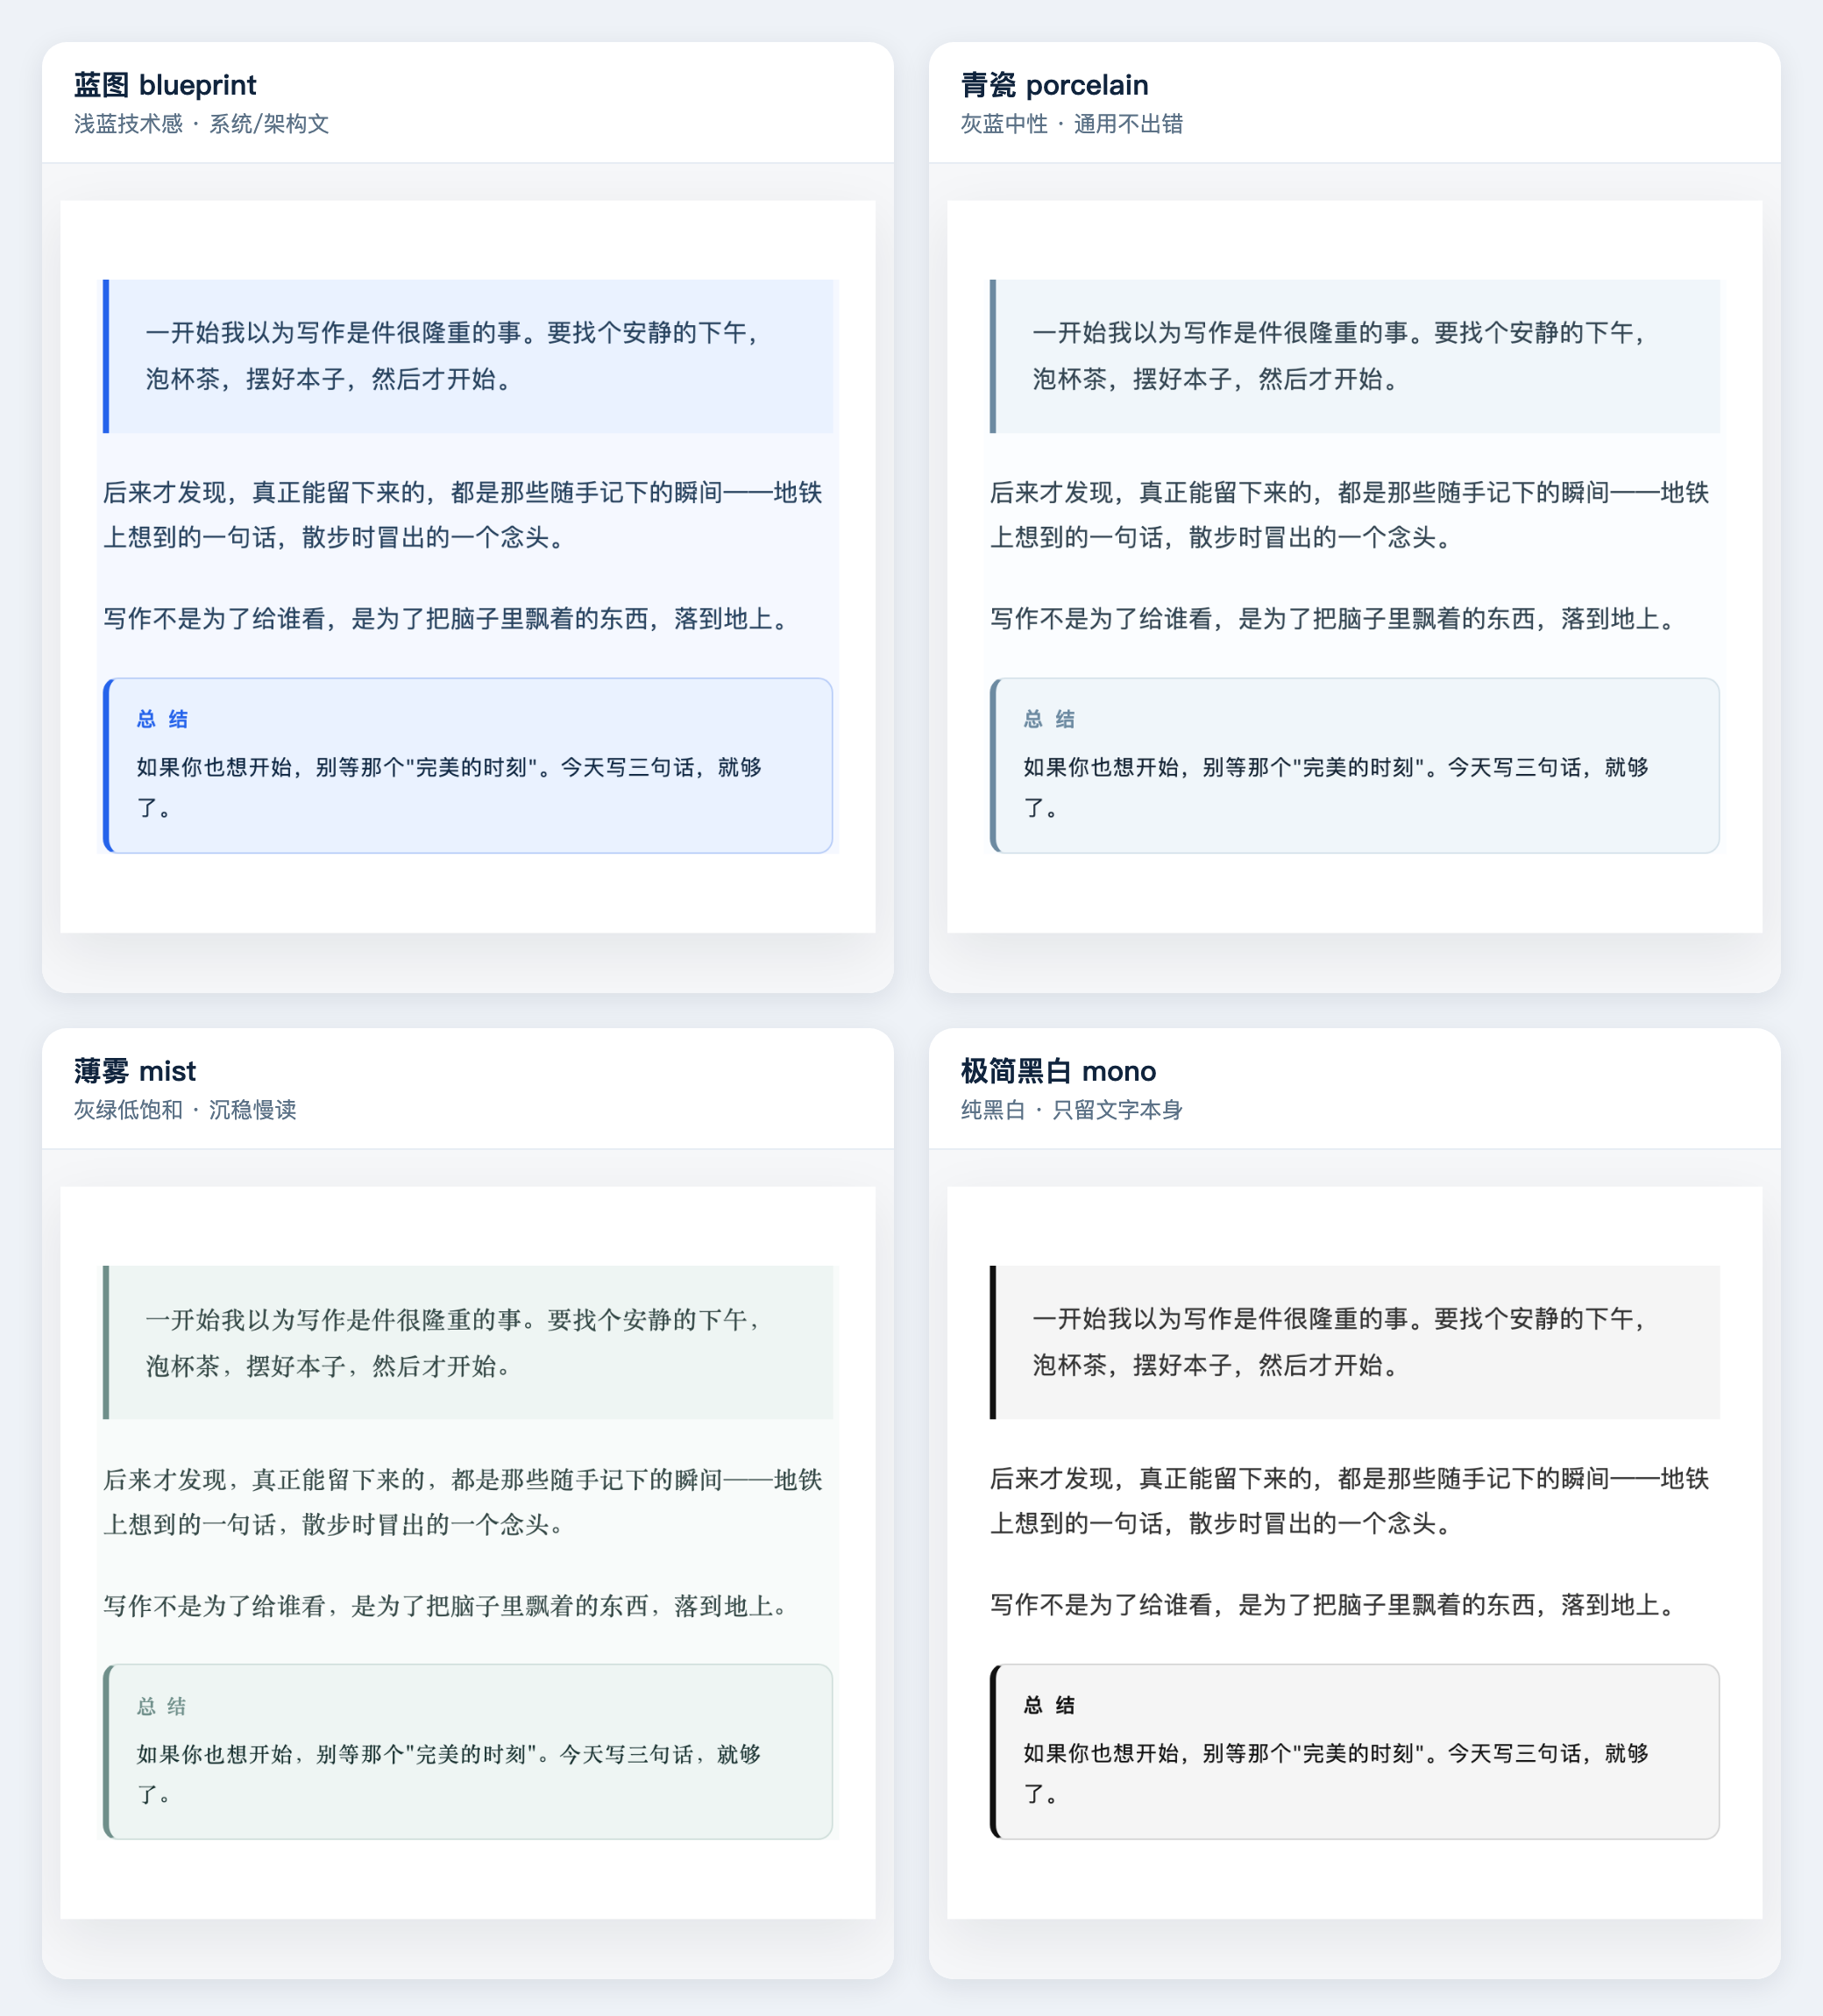 蓝图 blueprint
浅蓝技术感 · 系统/架构文
一开始我以为写作是件很隆重的事。要找个安静的下午，
泡杯茶，摆好本子，然后才开始。
后来才发现，真正能留下来的，都是那些随手记下的瞬间——地铁
上想到的一句话，散步时冒出的一个念头。
写作不是为了给谁看，是为了把脑子里飘着的东西，落到地上。
总 结
如果你也想开始，别等那个"完美的时刻"。今天写三句话，就够
了。
青瓷 porcelain
灰蓝中性 · 通用不出错
一开始我以为写作是件很隆重的事。要找个安静的下午，
泡杯茶，摆好本子，然后才开始。
后来才发现，真正能留下来的，都是那些随手记下的瞬间——地铁
上想到的一句话，散步时冒出的一个念头。
写作不是为了给谁看，是为了把脑子里飘着的东西，落到地上。
总 结
如果你也想开始，别等那个"完美的时刻"。今天写三句话，就够
了。
薄雾 mist
灰绿低饱和 · 沉稳慢读
一开始我以为写作是件很隆重的事。要找个安静的下午，
泡杯茶，摆好本子，然后才开始。
后来才发现，真正能留下来的，都是那些随手记下的瞬间——地铁
上想到的一句话，散步时冒出的一个念头。
写作不是为了给谁看，是为了把脑子里飘着的东西，落到地上。
总 结
如果你也想开始，别等那个"完美的时刻"。今天写三句话，就够
了。
极简黑白 mono
纯黑白 · 只留文字本身
一开始我以为写作是件很隆重的事。要找个安静的下午，
泡杯茶，摆好本子，然后才开始。
后来才发现，真正能留下来的，都是那些随手记下的瞬间——地铁
上想到的一句话，散步时冒出的一个念头。
写作不是为了给谁看，是为了把脑子里飘着的东西，落到地上。
总 结
如果你也想开始，别等那个"完美的时刻"。今天写三句话，就够
了。